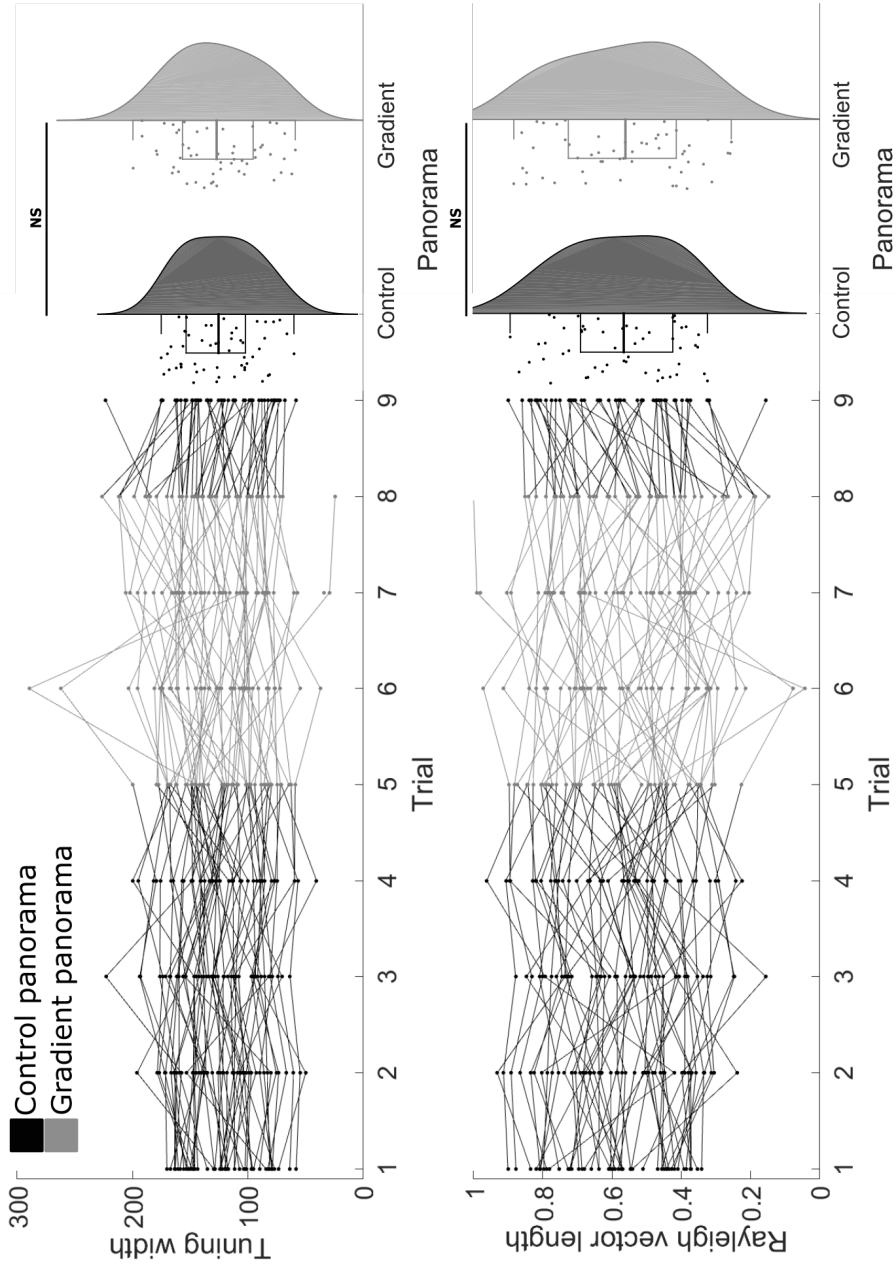 Control panorama
Gradient panorama
Tuning width
300
200
100
0
1 2 3 4 5 6 7 8 9
Trial
NS
Control Gradient
Panorama
Rayleigh vector length
1
0.8
0.6
0.4
0.2
0
1 2 3 4 5 6 7 8 9
Trial
NS
Control Gradient
Panorama